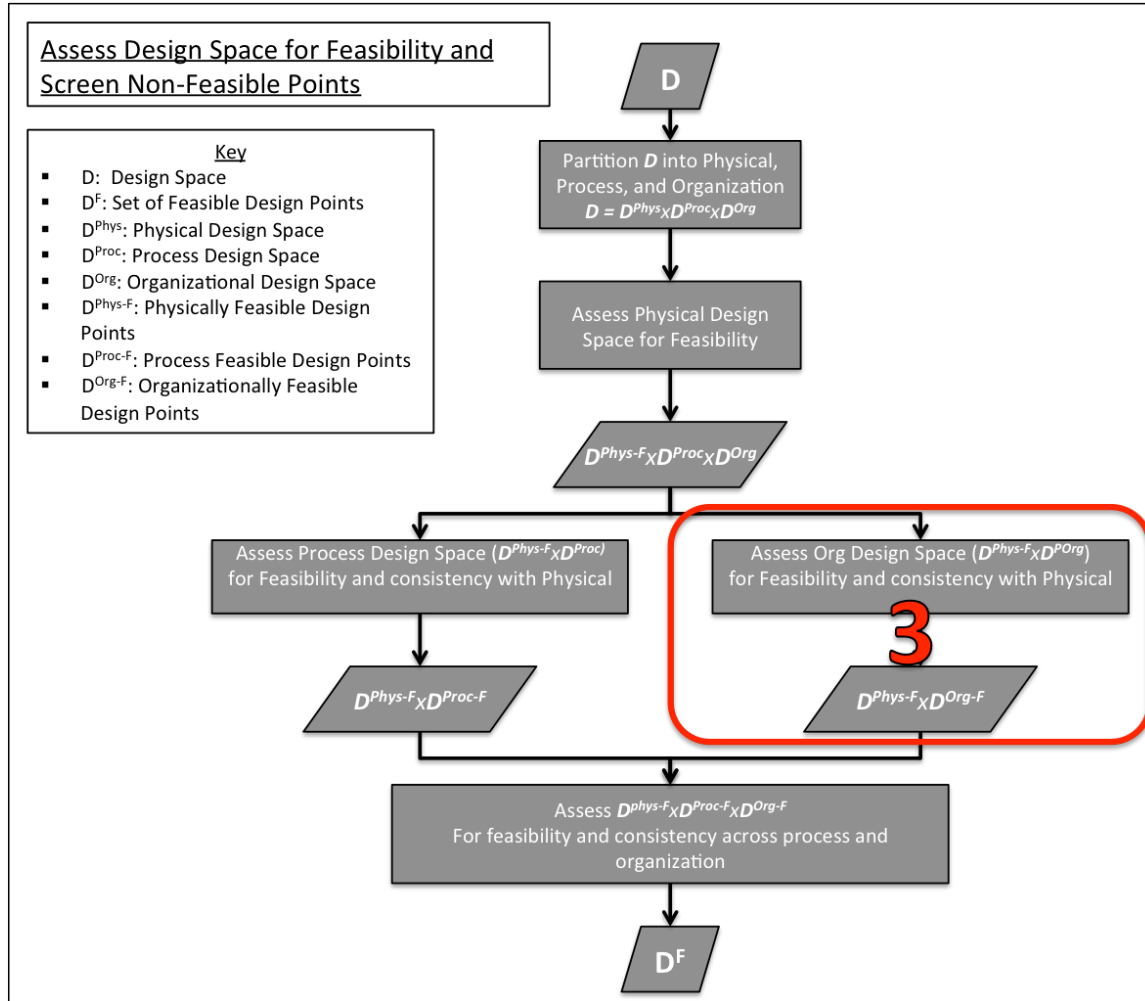 Assess Design Space for Feasibility and
Screen Non-Feasible Points
Key
▪ D: Design Space
▪ D^F: Set of Feasible Design Points
▪ D^Phys: Physical Design Space
▪ D^Proc: Process Design Space
▪ D^Org: Organizational Design Space
▪ D^Phys-F: Physically Feasible Design
Points
▪ D^Proc-F: Process Feasible Design Points
▪ D^Org-F: Organizationally Feasible
Design Points
D
Partition D into Physical,
Process, and Organization
D = D^Phys x D^Proc x D^Org
Assess Physical Design
Space for Feasibility
D^Phys-F x D^Proc x D^Org
Assess Process Design Space (D^Phys-F x D^Proc)
for Feasibility and consistency with Physical
Assess Org Design Space (D^Phys-F x D^POrg)
for Feasibility and consistency with Physical
3
D^Phys-F x D^Proc-F
D^Phys-F x D^Org-F
Assess D^phys-F x D^Proc-F x D^Org-F
For feasibility and consistency across process and
organization
D^F